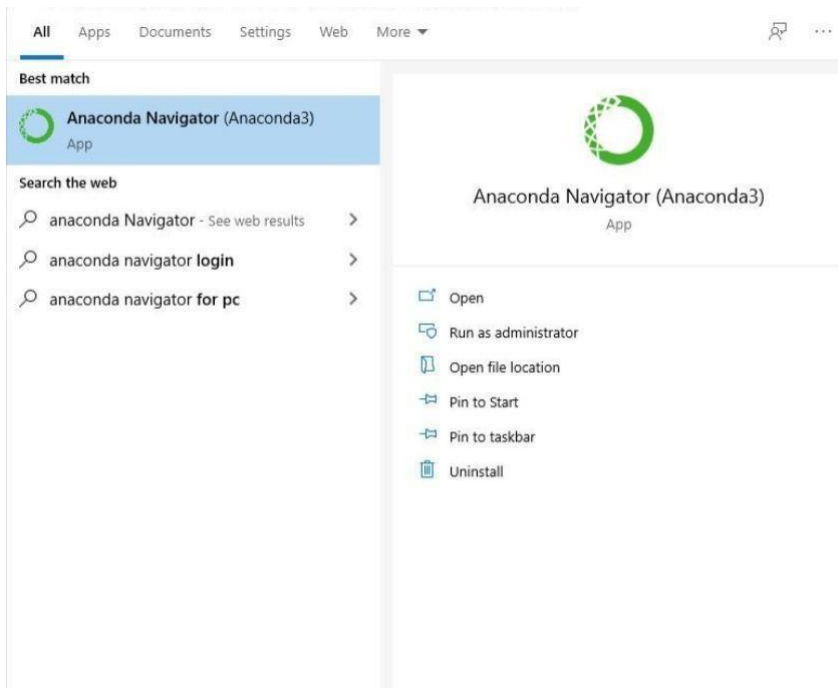 All Apps Documents Settings Web More
Best match
Anaconda Navigator (Anaconda3)
App
Search the web
anaconda Navigator - See web results
anaconda navigator login
anaconda navigator for pc
Anaconda Navigator (Anaconda3)
App
Open
Run as administrator
Open file location
Pin to Start
Pin to taskbar
Uninstall